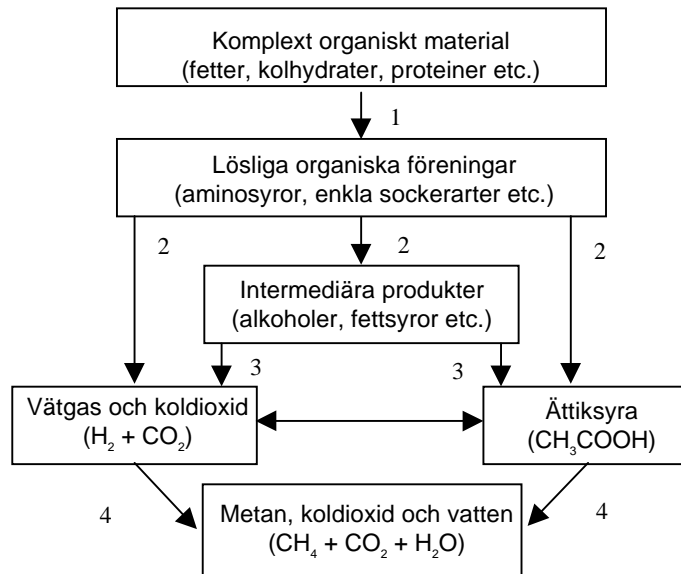 Komplext organiskt material
(fetter, kolhydrater, proteiner etc.)
1
Lösliga organiska föreningar
(aminosyror, enkla sockerarter etc.)
2
2
2
Intermediära produkter
(alkoholer, fettsyror etc.)
3
3
Vätgas och koldioxid
(H₂ + CO₂)
Ättiksyra
(CH₃COOH)
4
4
Metan, koldioxid och vatten
(CH₄ + CO₂ + H₂O)